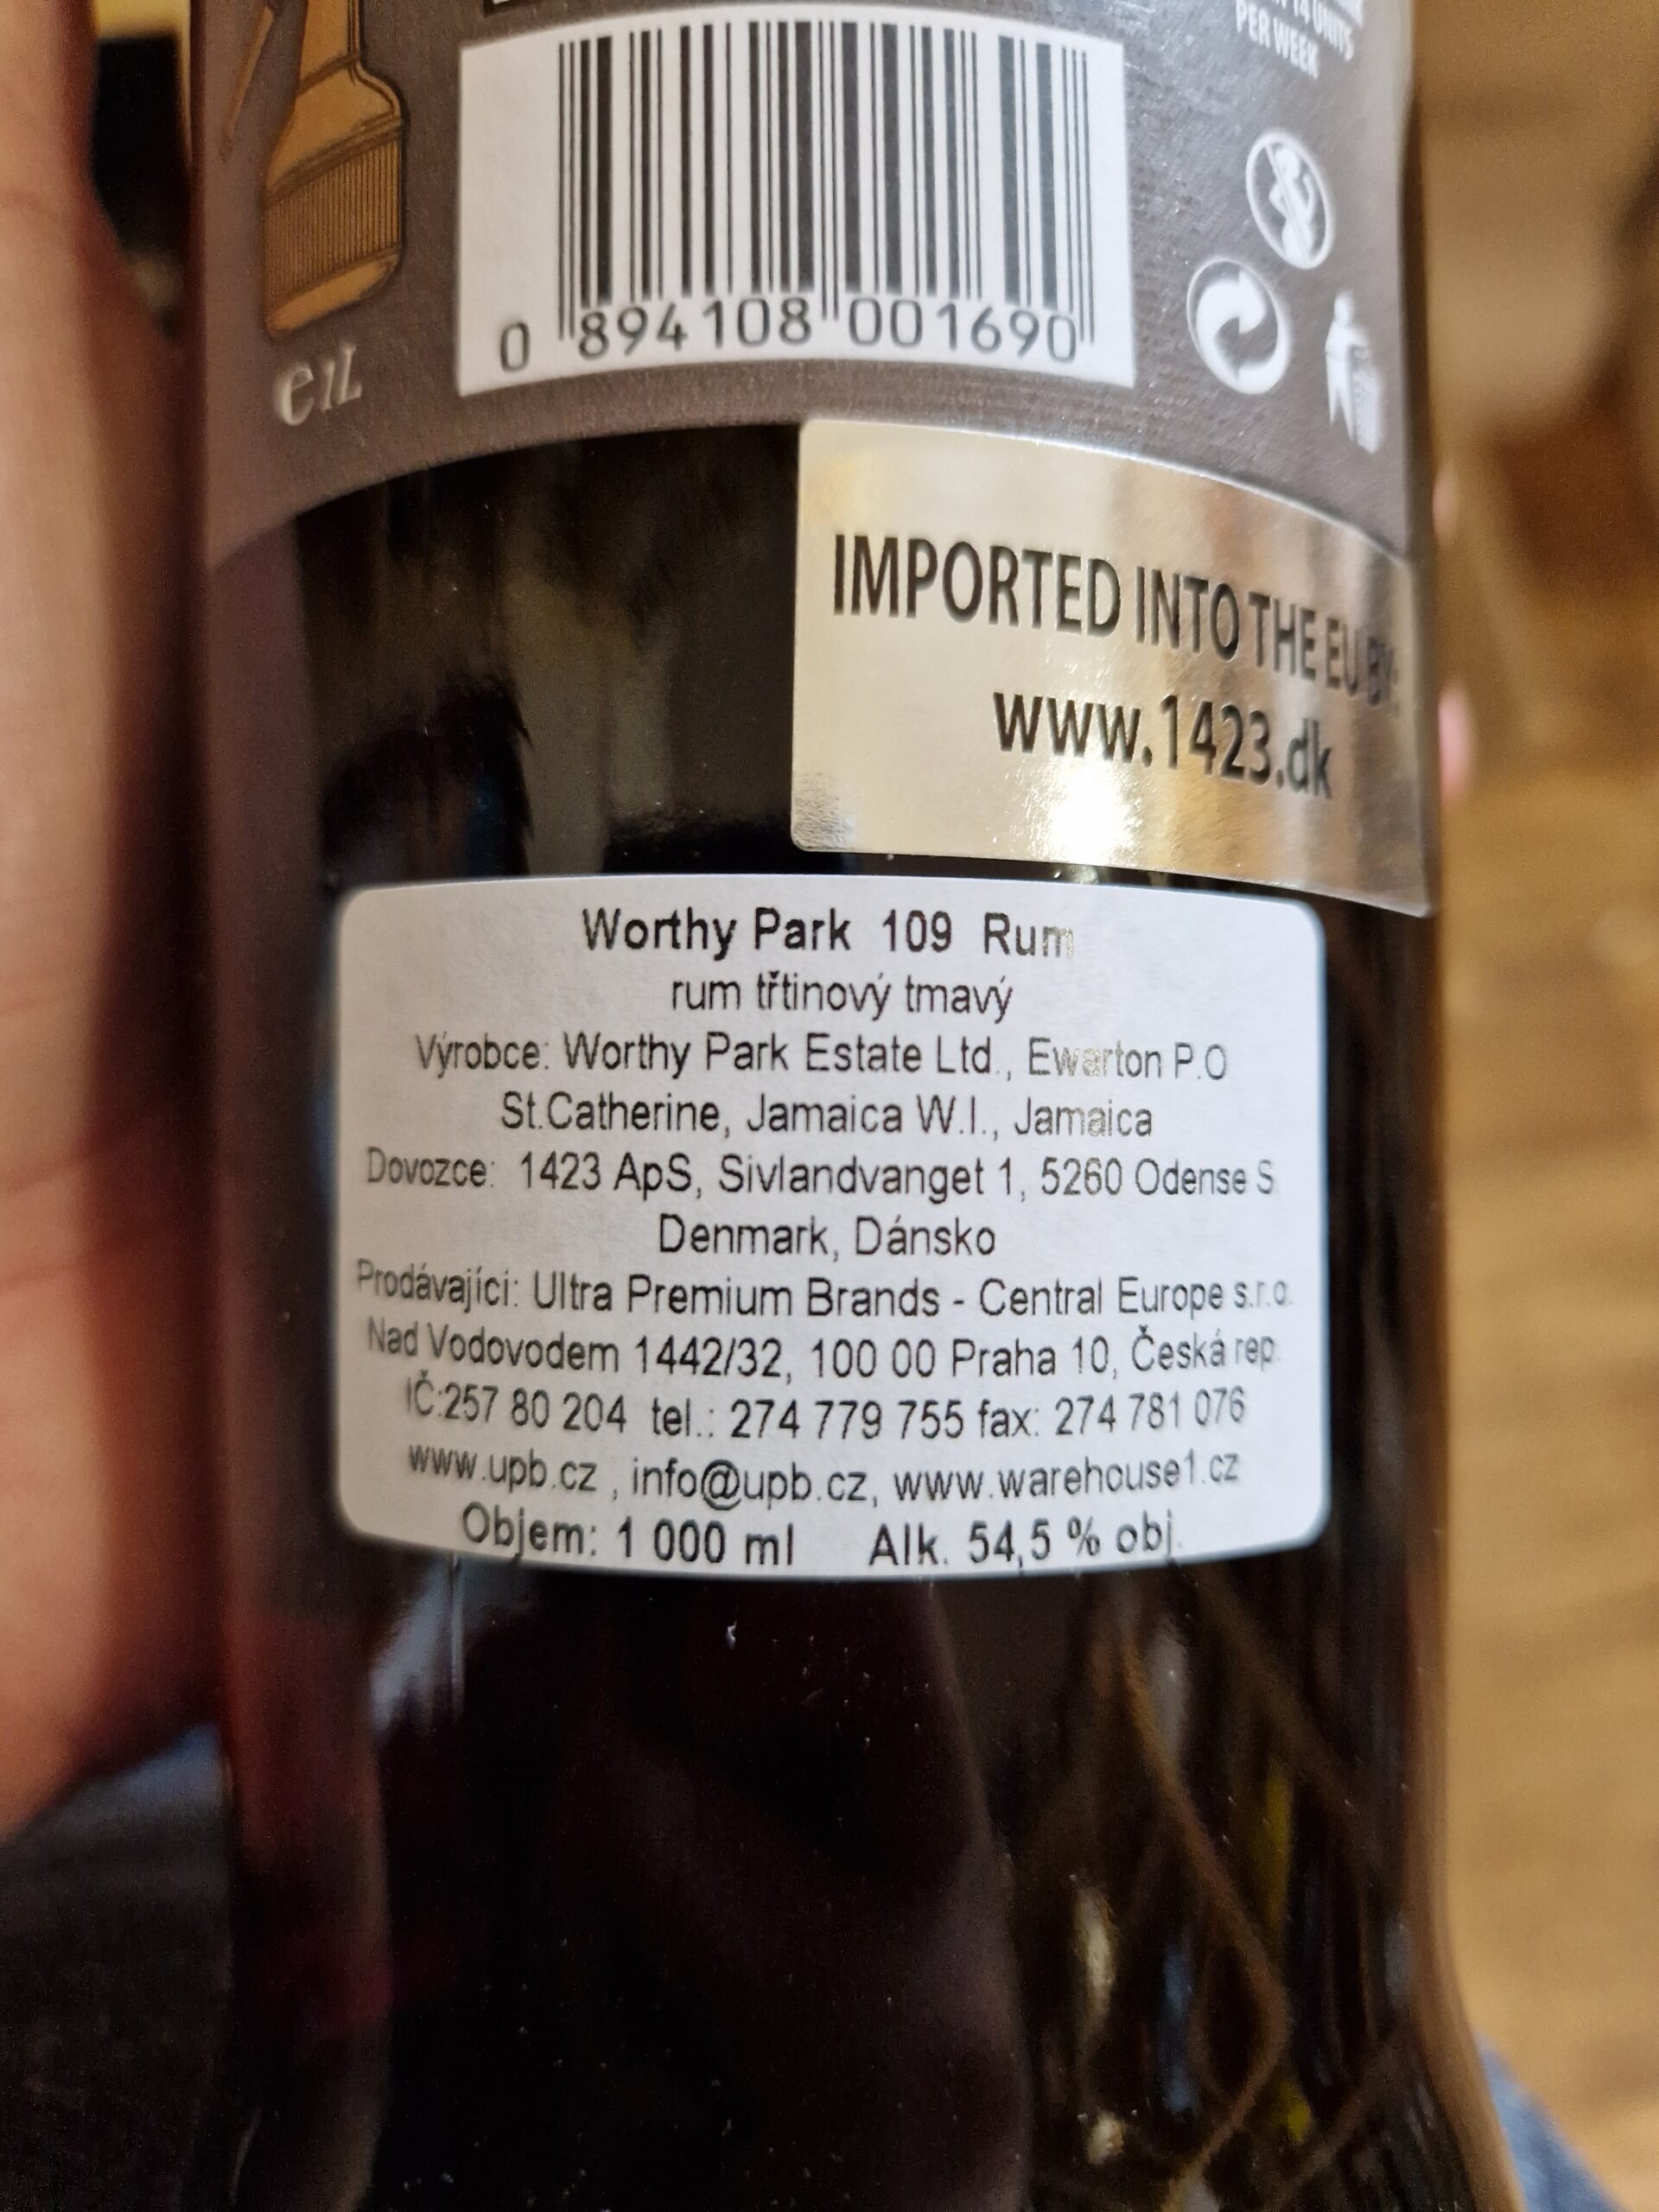 14 UNITS
PER WEEK
0 894108 001690
e1L
IMPORTED INTO THE EU BY:
www.1423.dk
Worthy Park 109 Rum
rum třtinový tmavý
Výrobce: Worthy Park Estate Ltd., Ewarton P.O
St.Catherine, Jamaica W.I., Jamaica
Dovozce: 1423 ApS, Sivlandvanget 1, 5260 Odense S
Denmark, Dánsko
Prodávající: Ultra Premium Brands - Central Europe s.r.o.
Nad Vodovodem 1442/32, 100 00 Praha 10, Česká rep.
IČ:257 80 204 tel.: 274 779 755 fax: 274 781 076
www.upb.cz , info@upb.cz, www.warehouse1.cz
Objem: 1 000 ml Alk. 54,5 % obj.